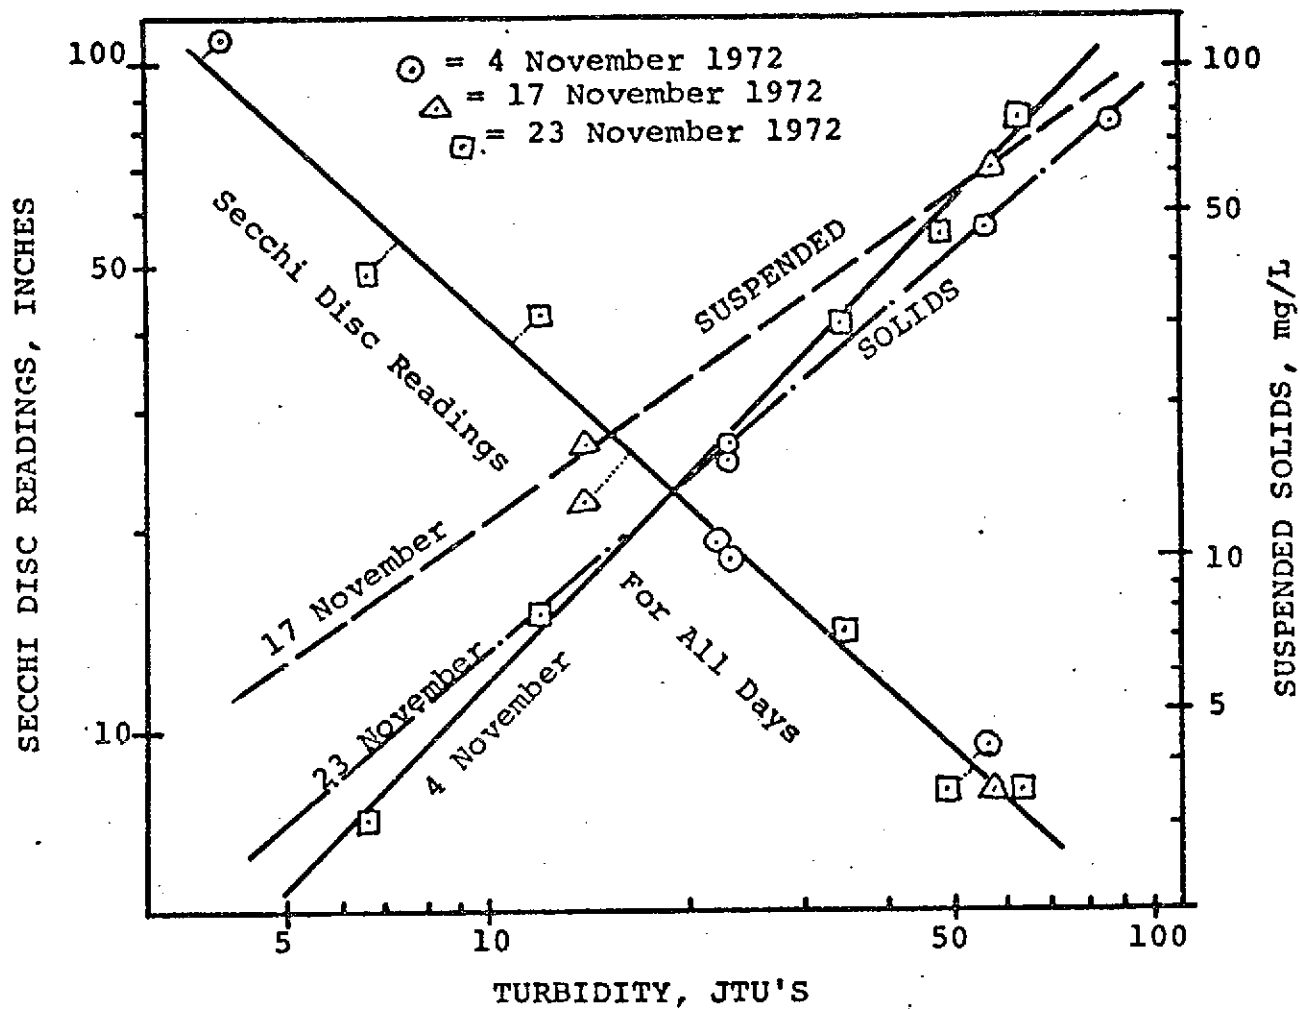 = 4 November 1972
= 17 November 1972
= 23 November 1972
SECCHI DISC READINGS, INCHES
100
50
10
Secchi Disc Readings
For All Days
SUSPENDED
SOLIDS
17 November
23 November
4 November
100
50
10
5
SUSPENDED SOLIDS, mg/L
5
10
50
100
TURBIDITY, JTU'S